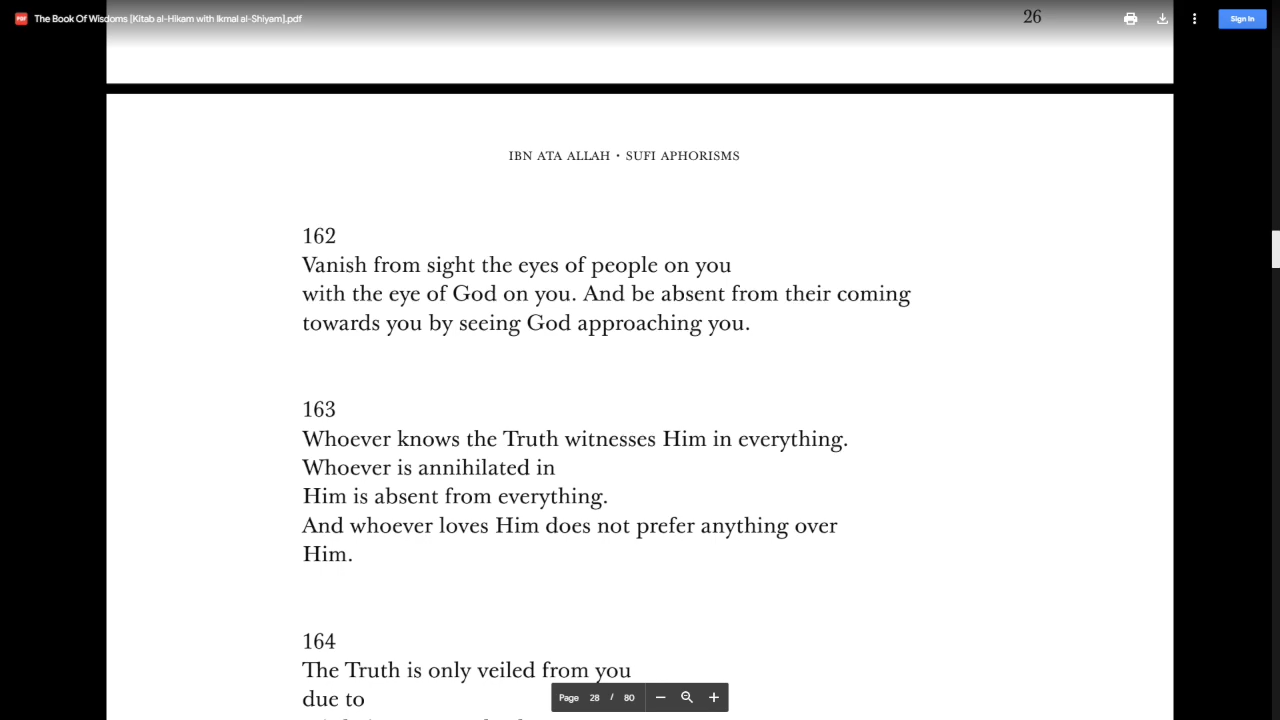 The Book Of Wisdoms [Kitab al-Hikam with Ikmal al-Shiyam].pdf
26
Sign in
IBN ATA ALLAH · SUFI APHORISMS
162
Vanish from sight the eyes of people on you
with the eye of God on you. And be absent from their coming
towards you by seeing God approaching you.
163
Whoever knows the Truth witnesses Him in everything.
Whoever is annihilated in
Him is absent from everything.
And whoever loves Him does not prefer anything over
Him.
164
The Truth is only veiled from you
due to
Page 28 / 80